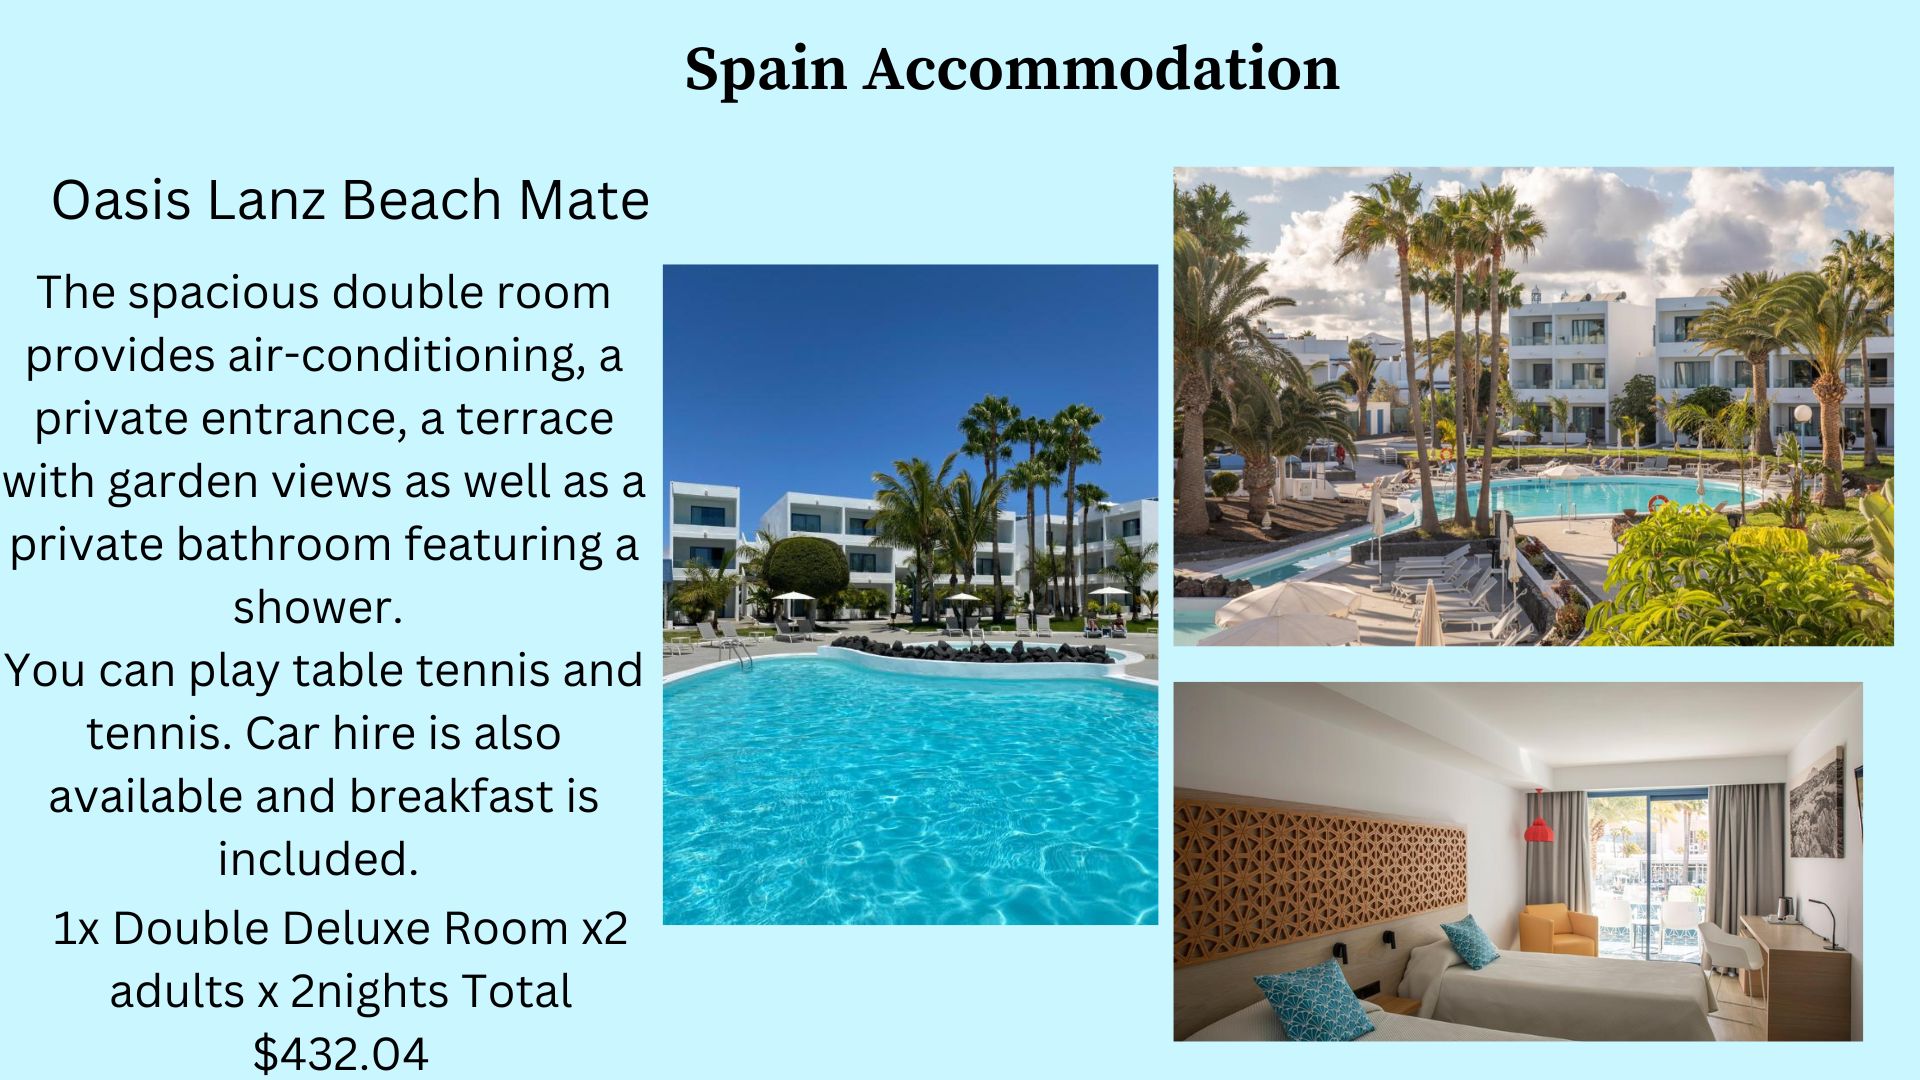 Spain Accommodation
Oasis Lanz Beach Mate
The spacious double room
provides air-conditioning, a
private entrance, a terrace
with garden views as well as a
private bathroom featuring a
shower.
You can play table tennis and
tennis. Car hire is also
available and breakfast is
included.
1x Double Deluxe Room x2
adults x 2nights Total
$432.04